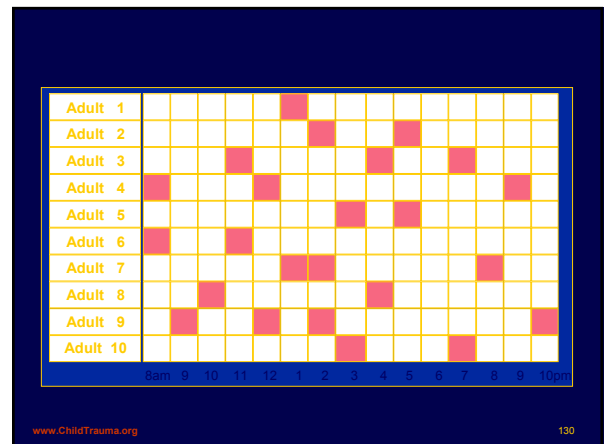 Adult 1
Adult 2
Adult 3
Adult 4
Adult 5
Adult 6
Adult 7
Adult 8
Adult 9
Adult 10
8am 9 10 11 12 1 2 3 4 5 6 7 8 9 10pm
www.ChildTrauma.org 130